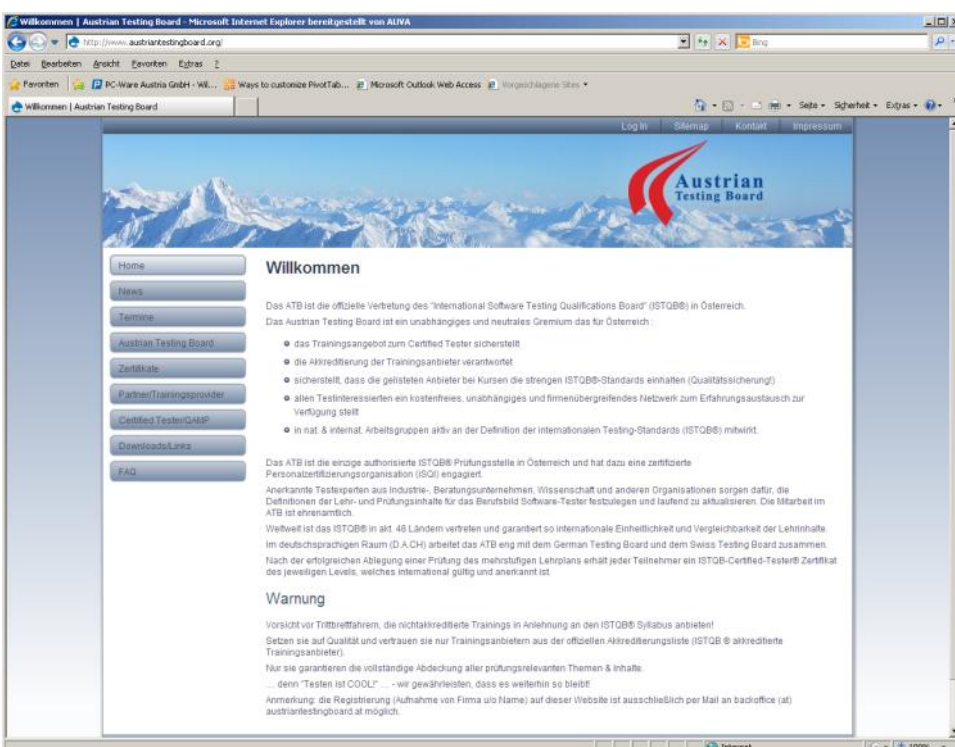 Willkommen | Austrian Testing Board - Microsoft Internet Explorer bereitgestellt von AUVA
http://www.austriantestingboard.org/
Bing
Datei Bearbeiten Ansicht Favoriten Extras ?
Favoriten PC-Ware Austria GmbH - Wil... Ways to customize PivotTab... Microsoft Outlook Web Access Vorgeschlagene Sites
Willkommen | Austrian Testing Board
Seite Sicherheit Extras
Log In Sitemap Kontakt Impressum
Austrian
Testing Board
Home
News
Termine
Austrian Testing Board
Zertifikate
Partner/Trainingsprovider
Certified Tester/QAMP
Downloads/Links
FAQ
Willkommen
Das ATB ist die offizielle Vertretung des "International Software Testing Qualifications Board" (ISTQB®) in Österreich.
Das Austrian Testing Board ist ein unabhängiges und neutrales Gremium das für Österreich :
das Trainingsangebot zum Certified Tester sicherstellt
die Akkreditierung der Trainingsanbieter verantwortet
sicherstellt, dass die gelisteten Anbieter bei Kursen die strengen ISTQB®-Standards einhalten (Qualitätssicherung!)
allen Testinteressierten ein kostenfreies, unabhängiges und firmenübergreifendes Netzwerk zum Erfahrungsaustausch zur
Verfügung stellt
in nat. & internat. Arbeitsgruppen aktiv an der Definition der internationalen Testing-Standards (ISTQB®) mitwirkt.
Das ATB ist die einzige authorisierte ISTQB® Prüfungsstelle in Österreich und hat dazu eine zertifizierte
Personalzertifizierungsorganisation (iSQI) engagiert.
Anerkannte Testexperten aus Industrie-, Beratungsunternehmen, Wissenschaft und anderen Organisationen sorgen dafür, die
Definitionen der Lehr- und Prüfungsinhalte für das Berufsbild Software-Tester festzulegen und laufend zu aktualisieren. Die Mitarbeit im
ATB ist ehrenamtlich.
Weltweit ist das ISTQB® in akt. 46 Ländern vertreten und garantiert so internationale Einheitlichkeit und Vergleichbarkeit der Lehrinhalte.
Im deutschsprachigen Raum (D.A.CH) arbeitet das ATB eng mit dem German Testing Board und dem Swiss Testing Board zusammen.
Nach der erfolgreichen Ablegung einer Prüfung des mehrstufigen Lehrplans erhält jeder Teilnehmer ein ISTQB-Certified-Tester® Zertifikat
des jeweiligen Levels, welches international gültig und anerkannt ist.
Warnung
Vorsicht vor Trittbrettfahrern, die nichtakkreditierte Trainings in Anlehnung an den ISTQB® Syllabus anbieten!
Setzen sie auf Qualität und vertrauen sie nur Trainingsanbietern aus der offiziellen Akkreditierungsliste (ISTQB ® akkreditierte
Trainingsanbieter).
Nur sie garantieren die vollständige Abdeckung aller prüfungsrelevanten Themen & Inhalte.
... denn "Testen ist COOL!" ... - wir gewährleisten, dass es weiterhin so bleibt!
Anmerkung: die Registrierung (Aufnahme von Firma u/o Name) auf dieser Website ist ausschließlich per Mail an backoffice (at)
austriantestingboard.at möglich.
Internet
100%